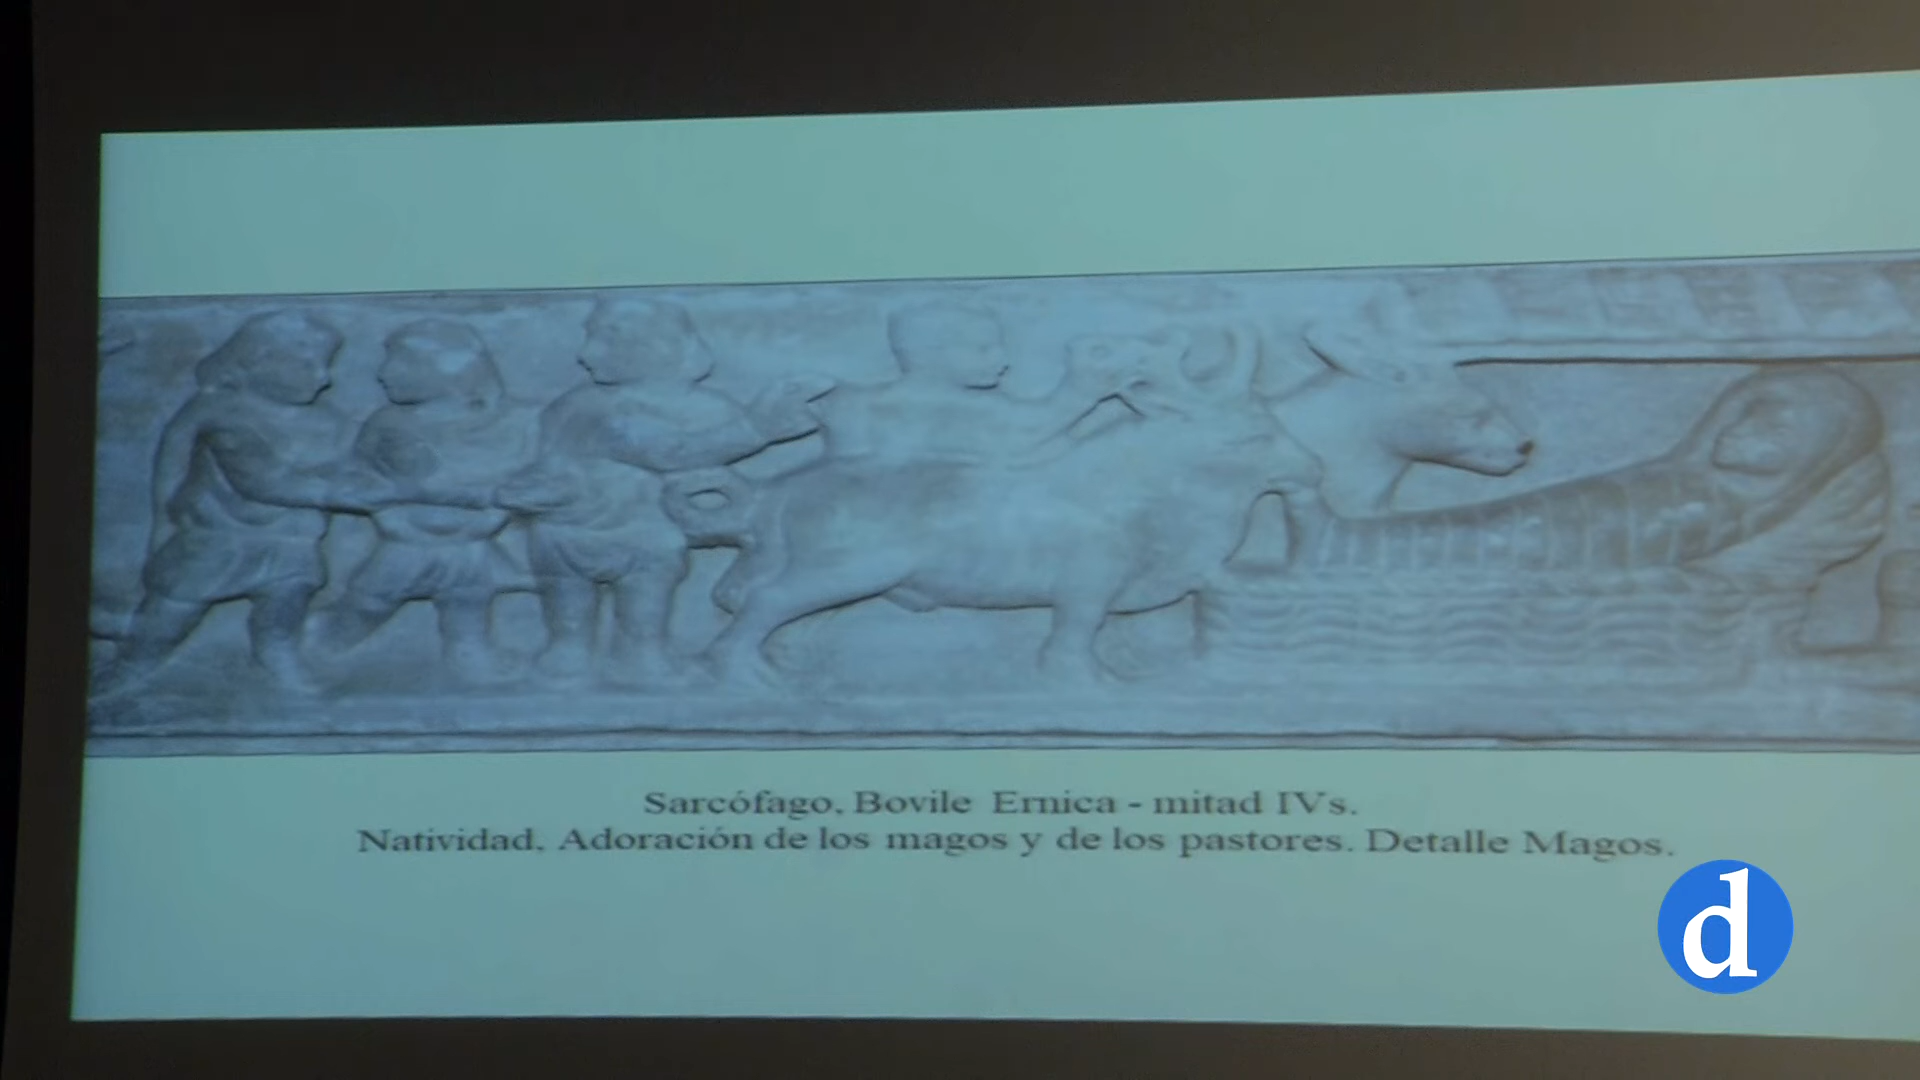 Sarcófago, Bovile Ernica - mitad IVs.
Natividad, Adoración de los magos y de los pastores. Detalle Magos.
d